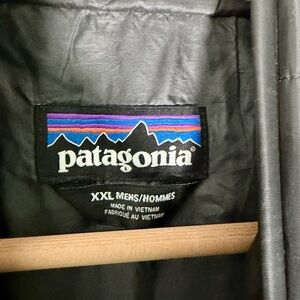 patagonia®
XXL MENS/HOMMES
MADE IN VIETNAM
FABRIQUÉ AU VIETNAM